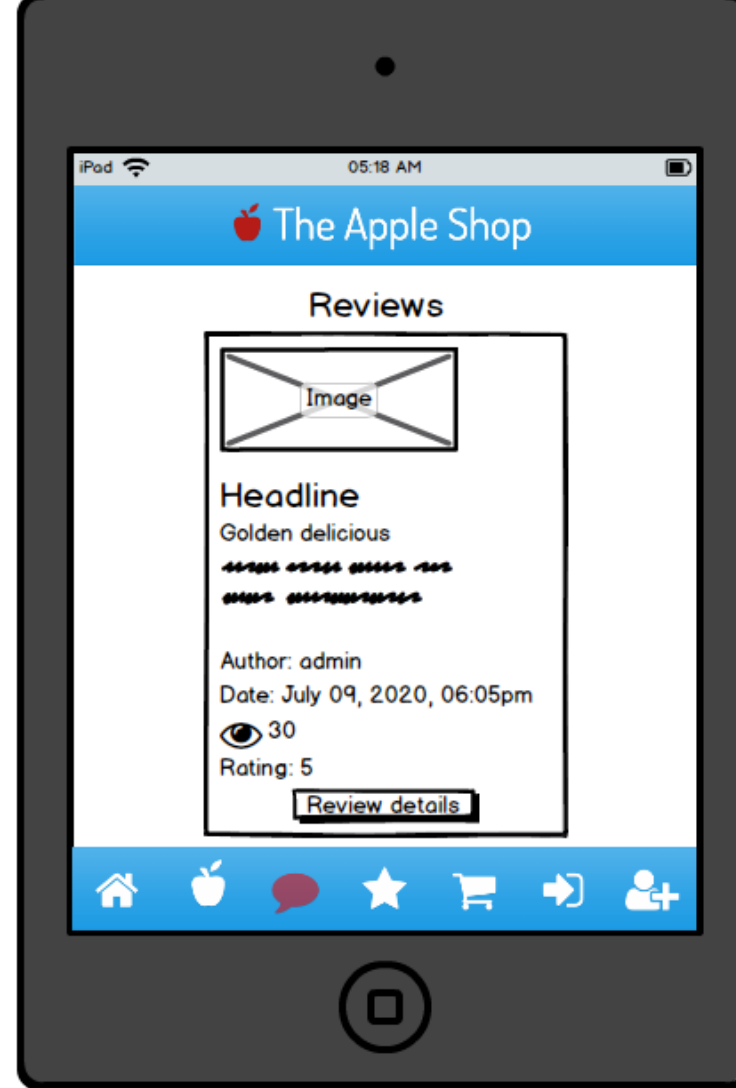 iPad 05:18 AM
The Apple Shop
Reviews
Image
Headline
Golden delicious
Author: admin
Date: July 09, 2020, 06:05pm
30
Rating: 5
Review details